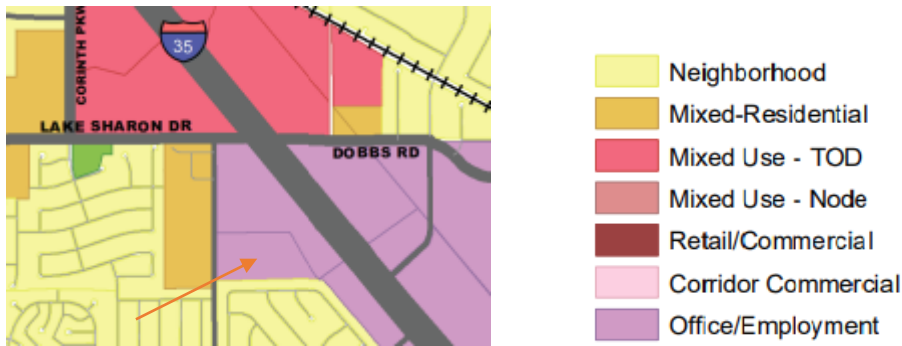 CORINTH PKWY
35
LAKE SHARON DR
DOBBS RD
Neighborhood
Mixed-Residential
Mixed Use - TOD
Mixed Use - Node
Retail/Commercial
Corridor Commercial
Office/Employment